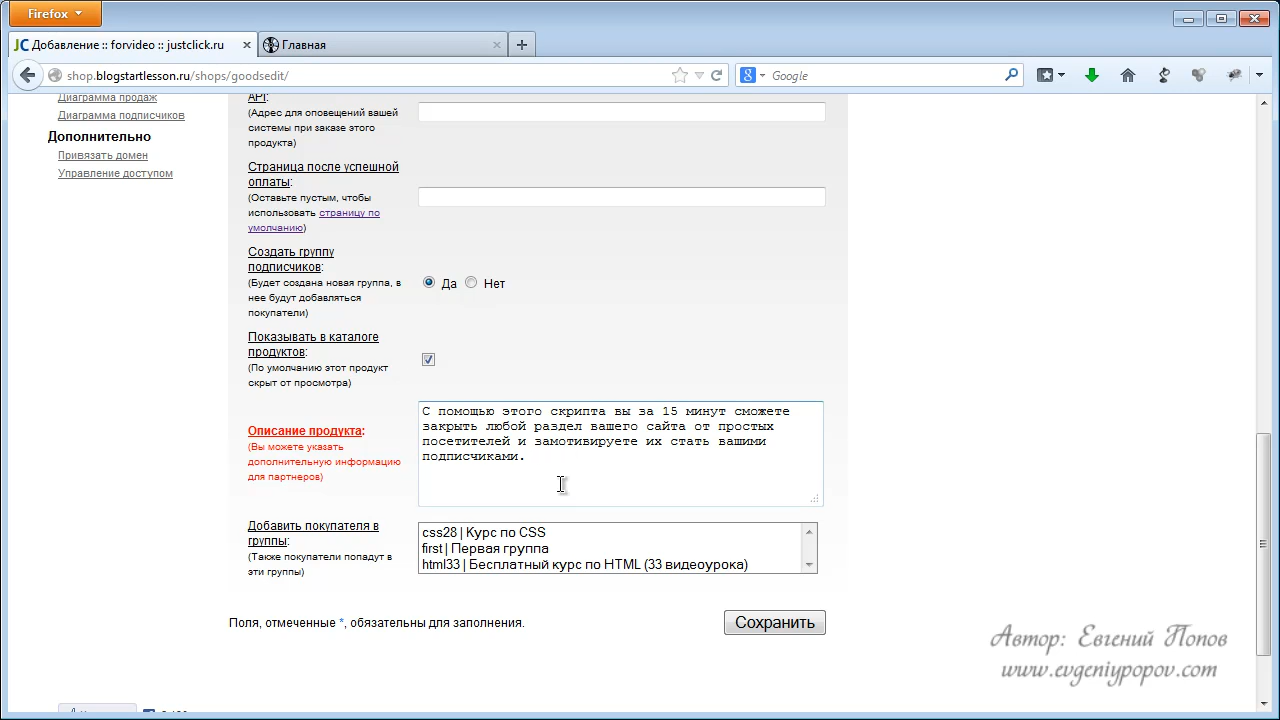 Firefox
JC Добавление :: forvideo :: justclick.ru
Главная
shop.blogstartlesson.ru/shops/goodsedit/
Google
Диаграмма продаж
Диаграмма подписчиков
Дополнительно
Привязать домен
Управление доступом
API:
(Адрес для оповещений вашей
системы при заказе этого
продукта)
Страница после успешной
оплаты:
(Оставьте пустым, чтобы
использовать страницу по
умолчанию)
Создать группу
подписчиков:
(Будет создана новая группа, в
нее будут добавляться
покупатели)
Да
Нет
Показывать в каталоге
продуктов:
(По умолчанию этот продукт
скрыт от просмотра)
Описание продукта:
(Вы можете указать
дополнительную информацию
для партнеров)
С помощью этого скрипта вы за 15 минут сможете
закрыть любой раздел вашего сайта от простых
посетителей и замотивируете их стать вашими
подписчиками.
Добавить покупателя в
группы:
(Также покупатели попадут в
эти группы)
css28 | Курс по CSS
first | Первая группа
html33 | Бесплатный курс по HTML (33 видеоурока)
Поля, отмеченные *, обязательны для заполнения.
Сохранить
Автор: Евгений Попов
www.evgeniypopov.com